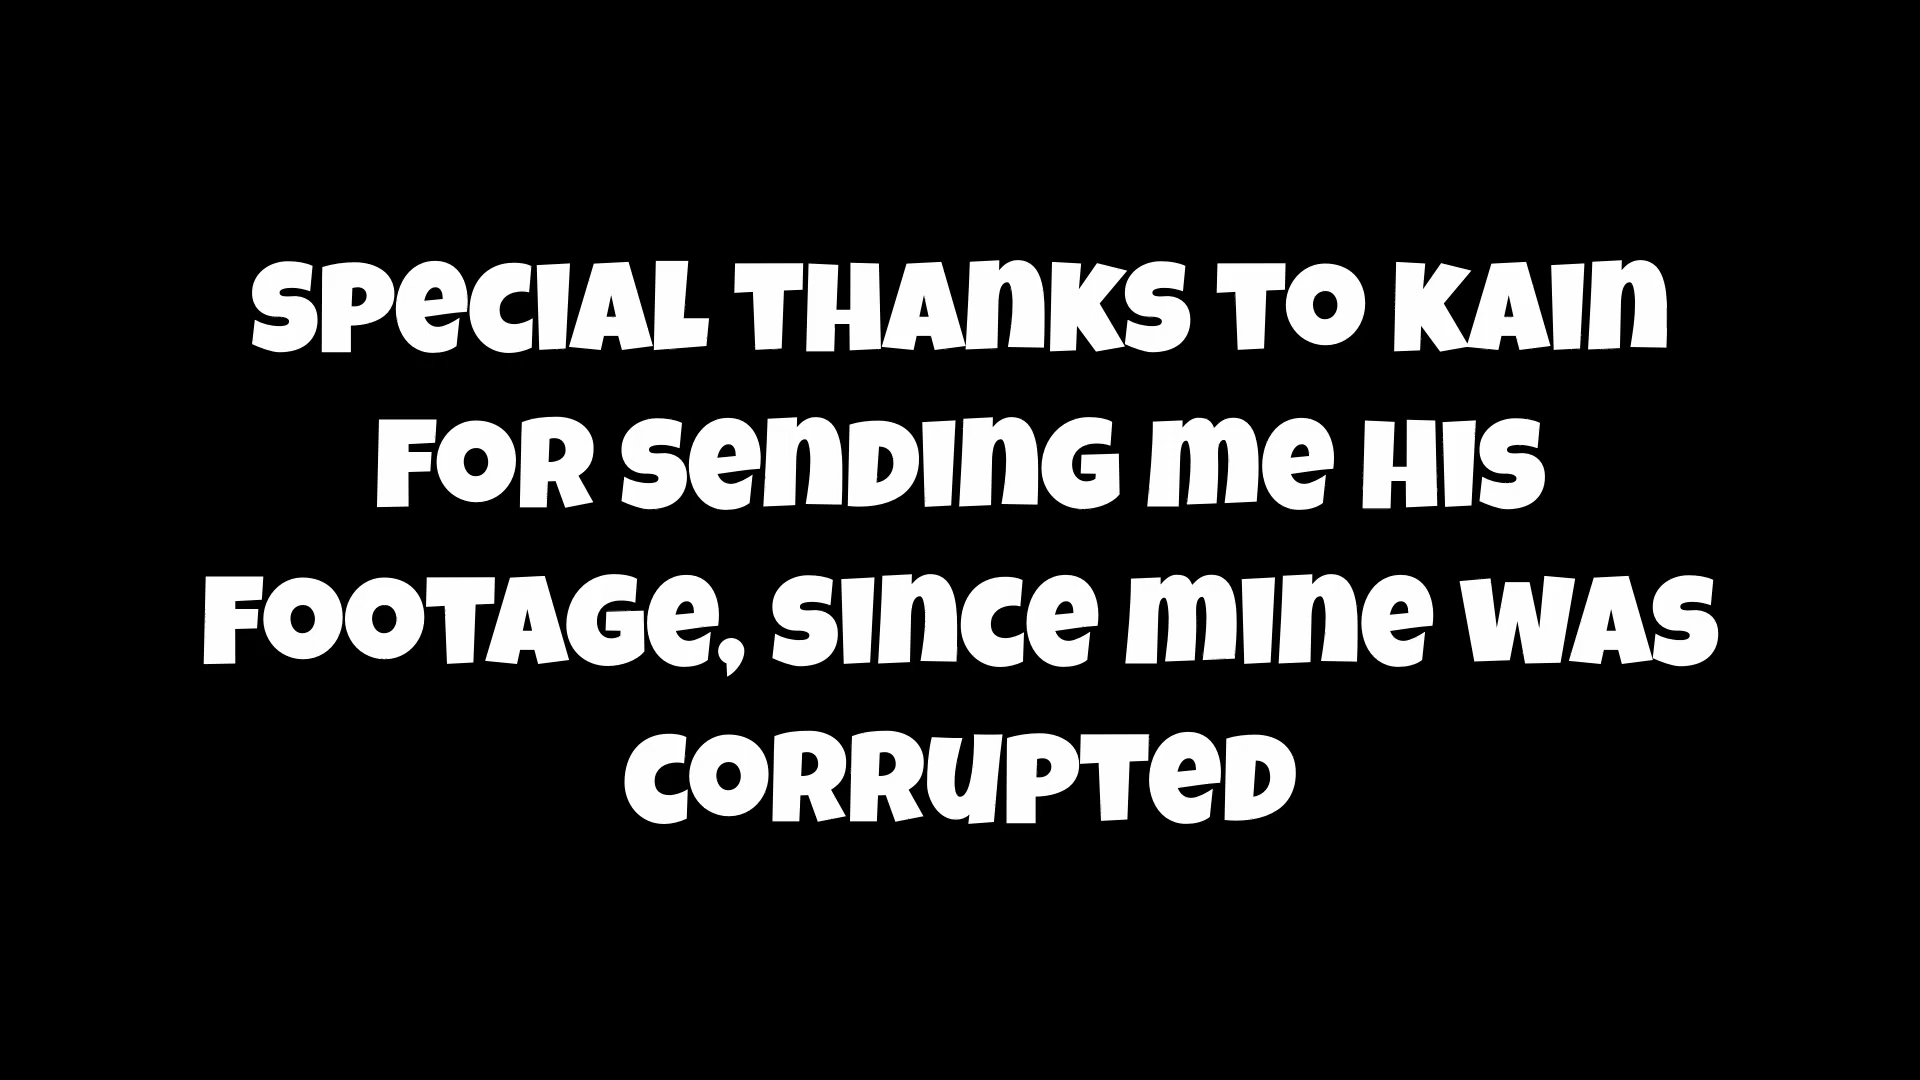 SPECIAL THANKS TO KAIN
FOR SENDING ME HIS
FOOTAGE, SINCE MINE WAS
CORRUPTED